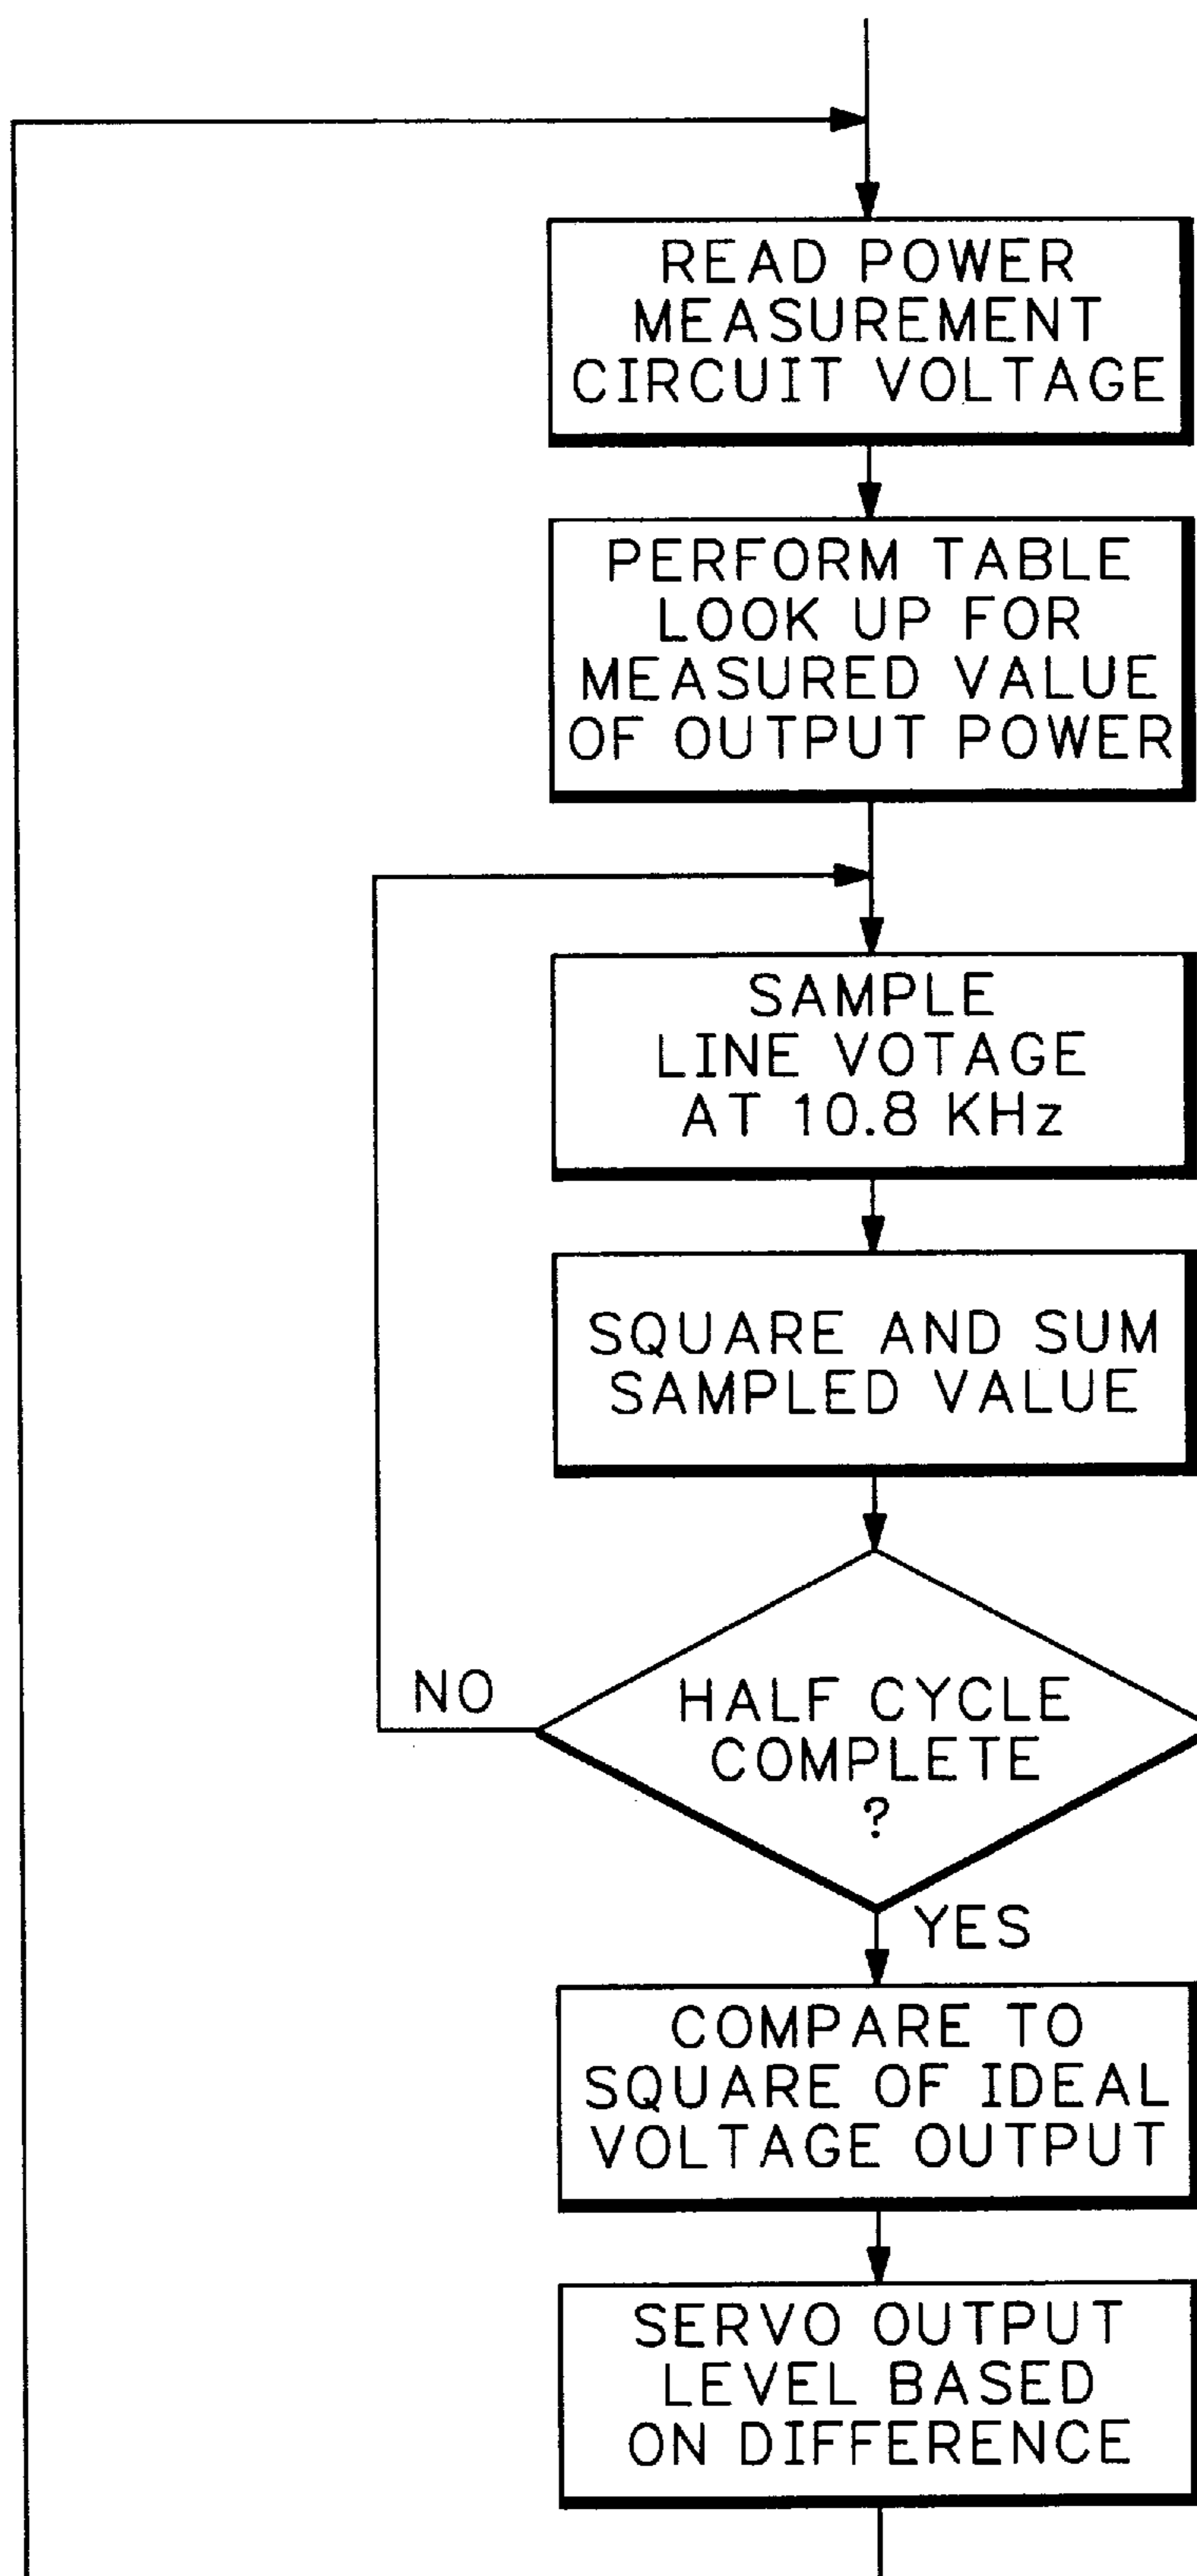 READ POWER
MEASUREMENT
CIRCUIT VOLTAGE
PERFORM TABLE
LOOK UP FOR
MEASURED VALUE
OF OUTPUT POWER
SAMPLE
LINE VOTAGE
AT 10.8 KHz
SQUARE AND SUM
SAMPLED VALUE
NO
HALF CYCLE
COMPLETE
?
YES
COMPARE TO
SQUARE OF IDEAL
VOLTAGE OUTPUT
SERVO OUTPUT
LEVEL BASED
ON DIFFERENCE